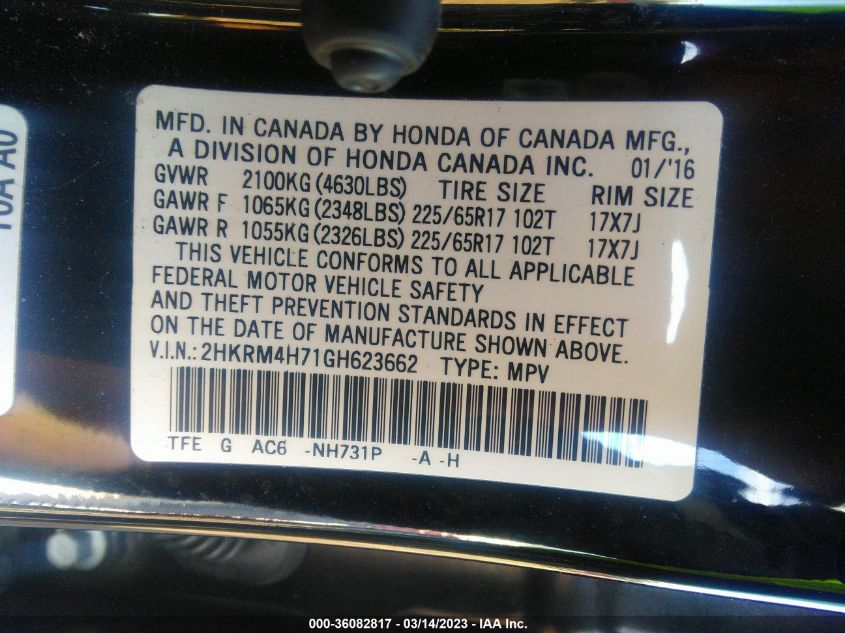 MFD. IN CANADA BY HONDA OF CANADA MFG.,
A DIVISION OF HONDA CANADA INC. 01/'16
GVWR 2100KG (4630LBS) TIRE SIZE RIM SIZE
GAWR F 1065KG (2348LBS) 225/65R17 102T 17X7J
GAWR R 1055KG (2326LBS) 225/65R17 102T 17X7J
THIS VEHICLE CONFORMS TO ALL APPLICABLE
FEDERAL MOTOR VEHICLE SAFETY
AND THEFT PREVENTION STANDARDS IN EFFECT
ON THE DATE OF MANUFACTURE SHOWN ABOVE.
V.I.N.: 2HKRM4H71GH623662 TYPE: MPV
TFE G AC6 -NH731P -A -H
000-36082817 - 03/14/2023 - IAA Inc.